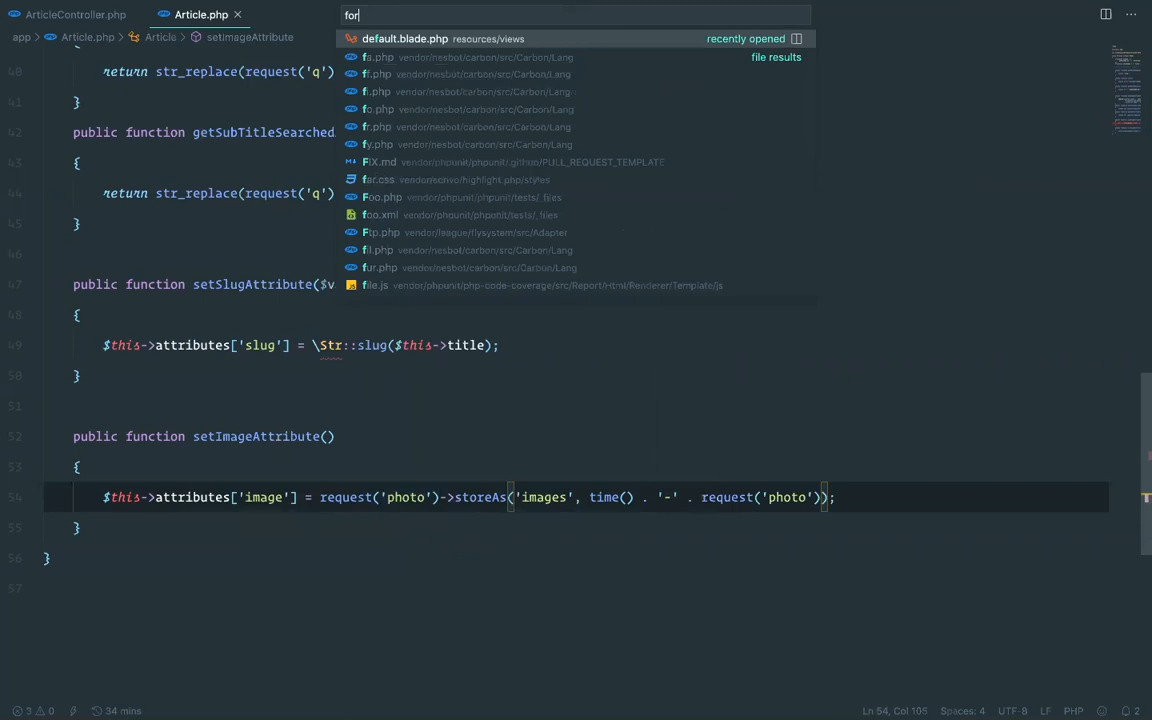 ArticleController.php
Article.php
for
app > Article.php > Article > setImageAttribute
default.blade.php resources/views recently opened
fa.php vendor/nesbot/carbon/src/Carbon/Lang file results
ff.php vendor/nesbot/carbon/src/Carbon/Lang
fi.php vendor/nesbot/carbon/src/Carbon/Lang
fo.php vendor/nesbot/carbon/src/Carbon/Lang
fr.php vendor/nesbot/carbon/src/Carbon/Lang
fy.php vendor/nesbot/carbon/src/Carbon/Lang
FIX.md vendor/phpunit/phpunit/.github/PULL_REQUEST_TEMPLATE
far.css vendor/scrivo/highlight.php/styles
Foo.php vendor/phpunit/phpunit/tests/_files
foo.xml vendor/phpunit/phpunit/tests/_files
Ftp.php vendor/league/flysystem/src/Adapter
fil.php vendor/nesbot/carbon/src/Carbon/Lang
fur.php vendor/nesbot/carbon/src/Carbon/Lang
file.js vendor/phpunit/php-code-coverage/src/Report/Html/Renderer/Template/js
40 return str_replace(request('q')
41 }
42 public function getSubTitleSearched
43 {
44 return str_replace(request('q')
45 }
46
47 public function setSlugAttribute($v
48 {
49 $this->attributes['slug'] = \Str::slug($this->title);
50 }
51
52 public function setImageAttribute()
53 {
54 $this->attributes['image'] = request('photo')->storeAs('images', time() . '-' . request('photo'));
55 }
56 }
57
3 0 34 mins Ln 54, Col 105 Spaces: 4 UTF-8 LF PHP 2